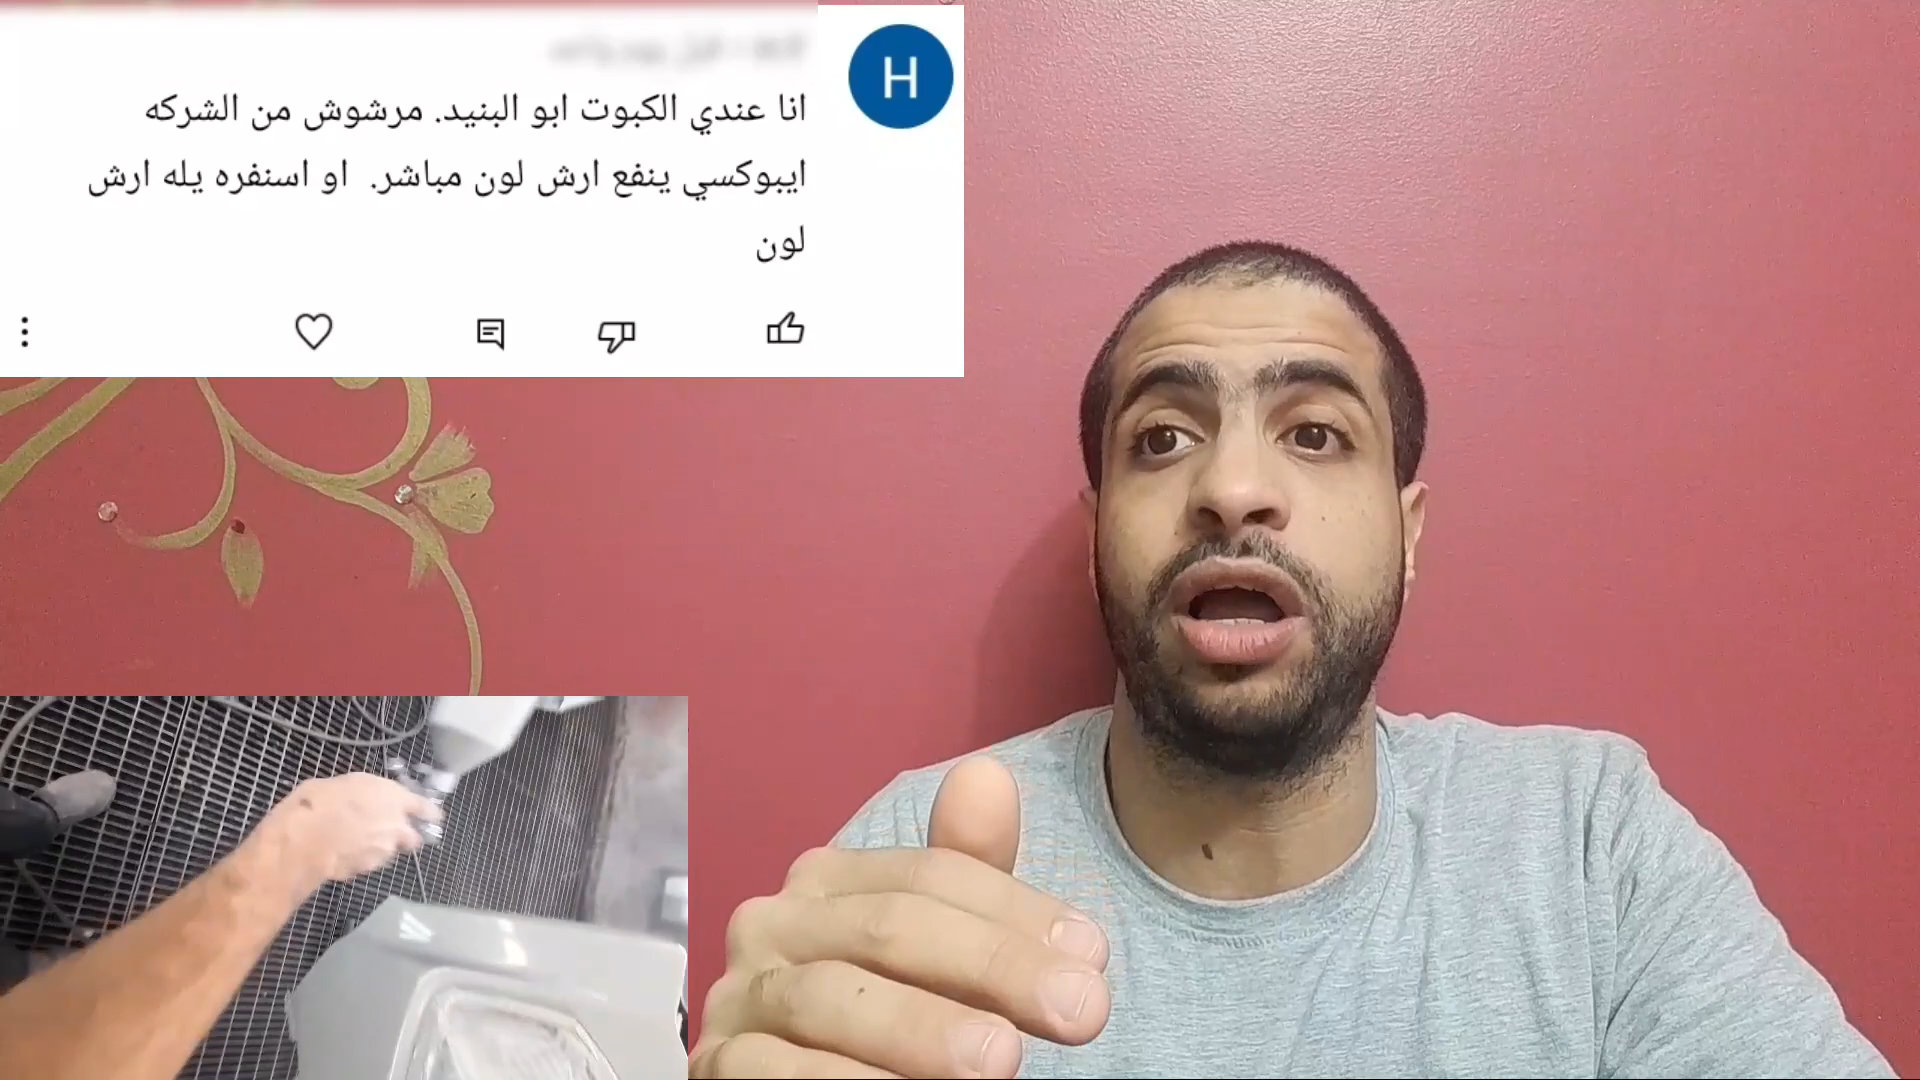 H
انا عندي الكبوت ابو البنيد. مرشوش من الشركه
ايبوكسي ينفع ارش لون مباشر. او اسنفره يله ارش
لون